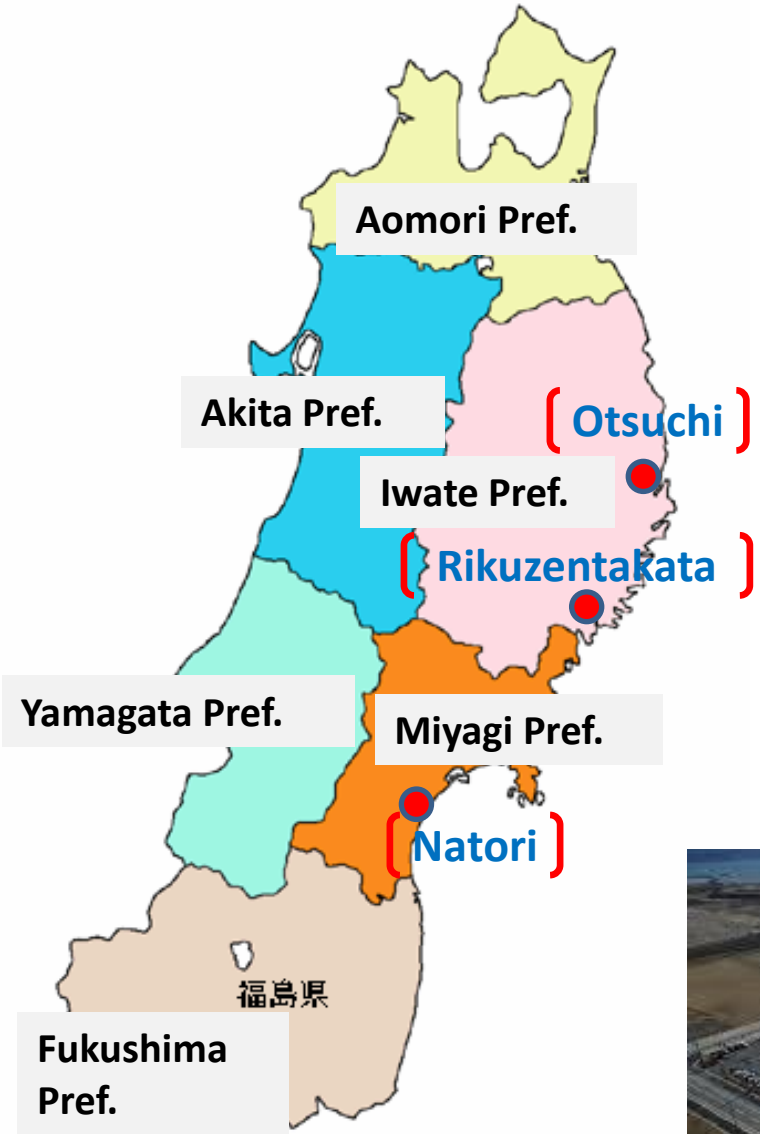 Aomori Pref.
Akita Pref.
[ Otsuchi ]
Iwate Pref.
[ Rikuzentakata ]
Yamagata Pref.
Miyagi Pref.
[ Natori ]
福島県
Fukushima
Pref.